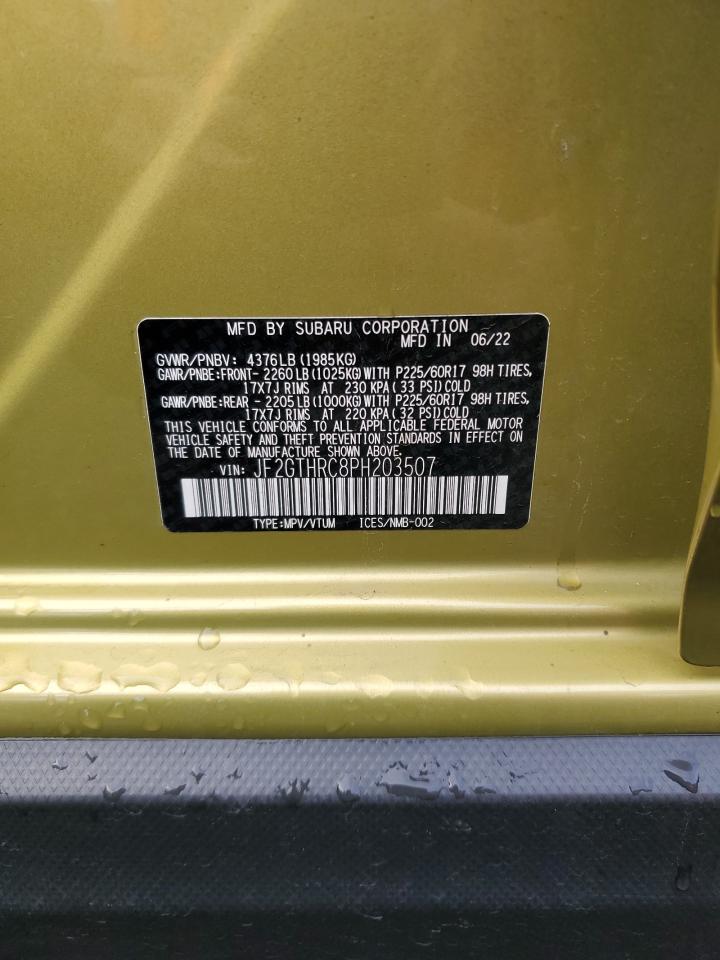 MFD BY SUBARU CORPORATION
MFD IN 06/22
GVWR/PNBV: 4376LB(1985KG)
GAWR/PNBE:FRONT- 2260LB(1025KG)WITH P225/60R17 98H TIRES,
17X7J RIMS AT 230 KPA( 33 PSI)COLD
GAWR/PNBE:REAR - 2205LB(1000KG)WITH P225/60R17 98H TIRES,
17X7J RIMS AT 220 KPA( 32 PSI)COLD
THIS VEHICLE CONFORMS TO ALL APPLICABLE FEDERAL MOTOR
VEHICLE SAFETY AND THEFT PREVENTION STANDARDS IN EFFECT ON
THE DATE OF MANUFACTURE SHOWN ABOVE.
VIN: JF2GTHRC8PH203507
TYPE:MPV/VTUM ICES/NMB-002